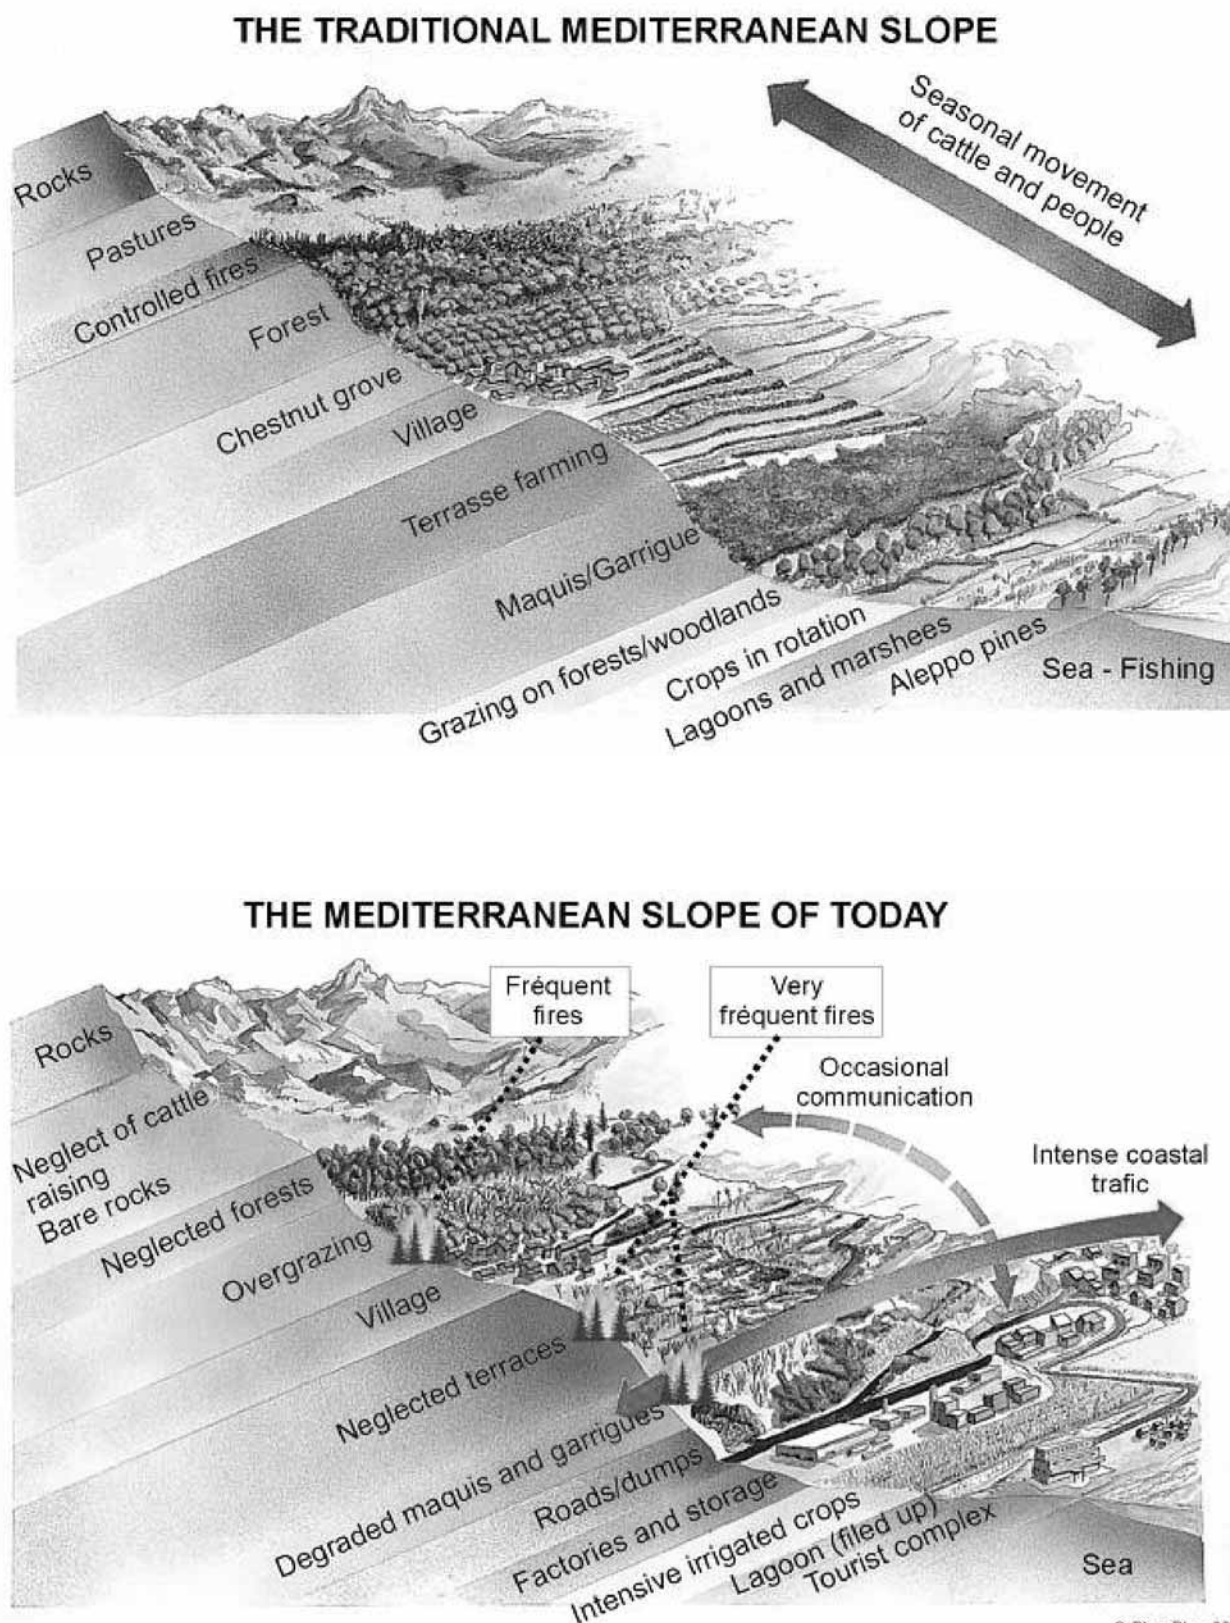 THE TRADITIONAL MEDITERRANEAN SLOPE
Seasonal movement
of cattle and people
Rocks
Pastures
Controlled fires
Forest
Chestnut grove
Village
Terrasse farming
Maquis/Garrigue
Grazing on forests/woodlands
Crops in rotation
Lagoons and marshees
Aleppo pines
Sea - Fishing
THE MEDITERRANEAN SLOPE OF TODAY
Fréquent
fires
Very
fréquent fires
Occasional
communication
Intense coastal
trafic
Rocks
Neglect of cattle
raising
Bare rocks
Neglected forests
Overgrazing
Village
Neglected terraces
Degraded maquis and garrigues
Roads/dumps
Factories and storage
Intensive irrigated crops
Lagoon (filed up)
Tourist complex
Sea